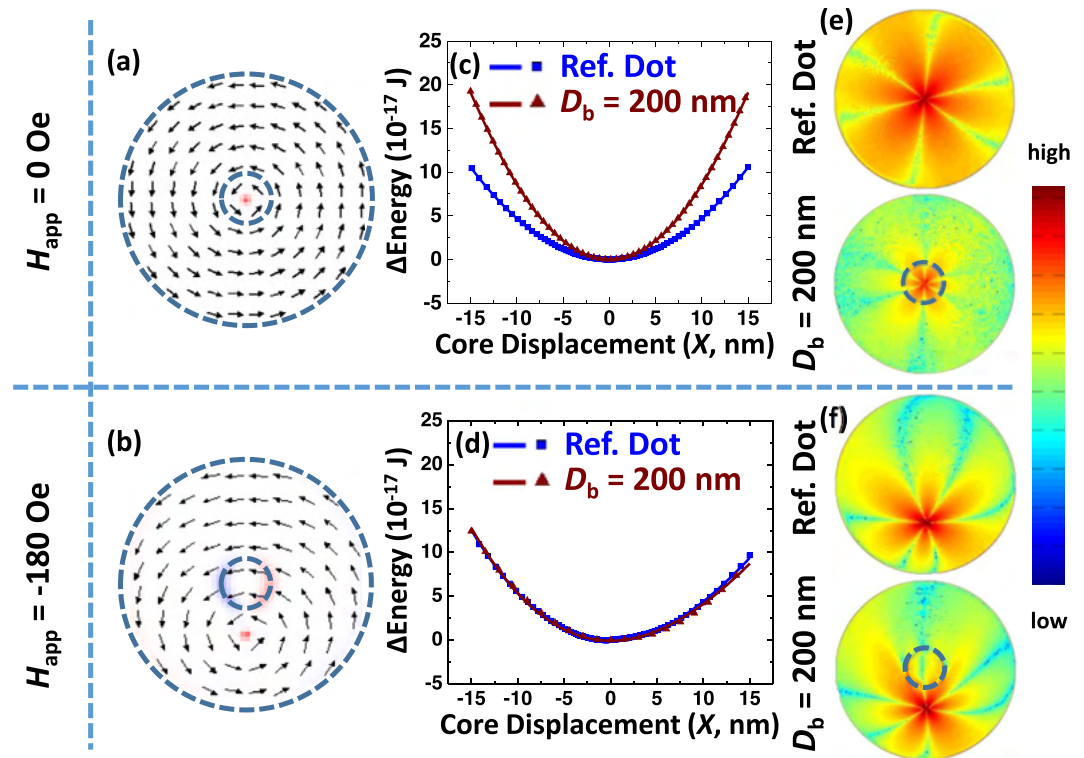 H_app = 0 Oe
(a)
(c)
Ref. Dot
D_b = 200 nm
ΔEnergy (10^-17 J)
25
20
15
10
5
0
-5
-15 -10 -5 0 5 10 15
Core Displacement (X, nm)
(e)
Ref. Dot
D_b = 200 nm
high
low
H_app = -180 Oe
(b)
(d)
Ref. Dot
D_b = 200 nm
ΔEnergy (10^-17 J)
25
20
15
10
5
0
-5
-15 -10 -5 0 5 10 15
Core Displacement (X, nm)
(f)
Ref. Dot
D_b = 200 nm